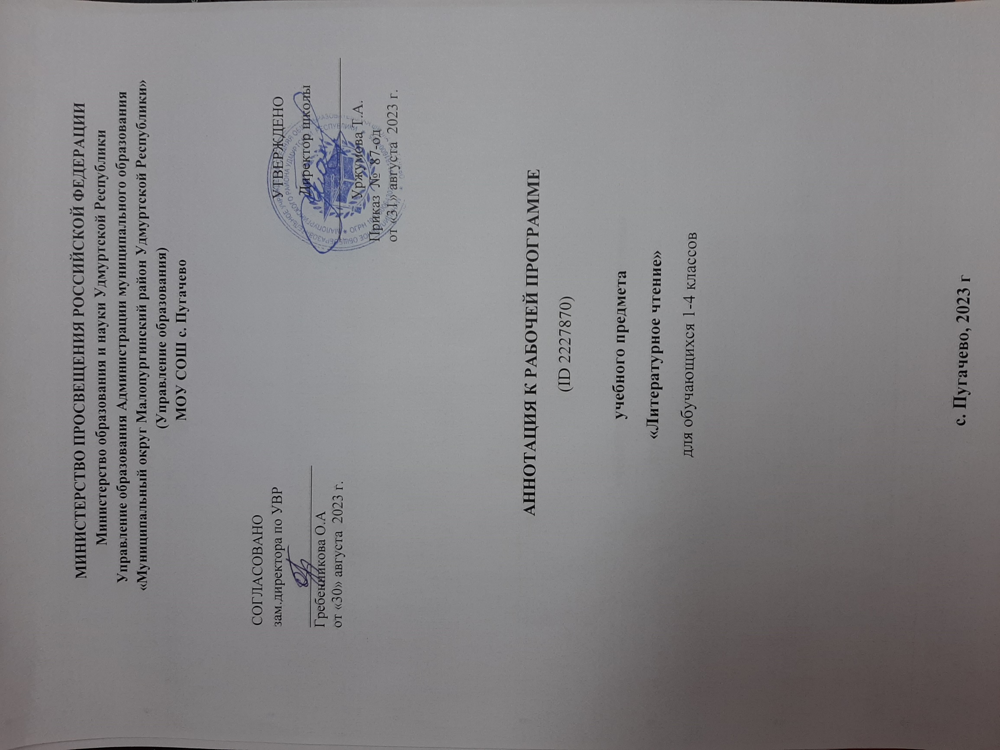 МИНИСТЕРСТВО ПРОСВЕЩЕНИЯ РОССИЙСКОЙ ФЕДЕРАЦИИ
Министерство образования и науки Удмуртской Республики
Управление образования Администрации муниципального образования
«Муниципальный округ Малопургинский район Удмуртской Республики»
(Управление образования)
МОУ СОШ с. Пугачево
СОГЛАСОВАНО
зам.директора по УВР
Гребенникова О.А
от «30» августа 2023 г.
УТВЕРЖДЕНО
Директор школы
Уржумова Т.А.
Приказ № 87-од
от «31» августа 2023 г.
АННОТАЦИЯ К РАБОЧЕЙ ПРОГРАММЕ
(ID 2227870)
учебного предмета
«Литературное чтение»
для обучающихся 1-4 классов
с. Пугачево, 2023 г